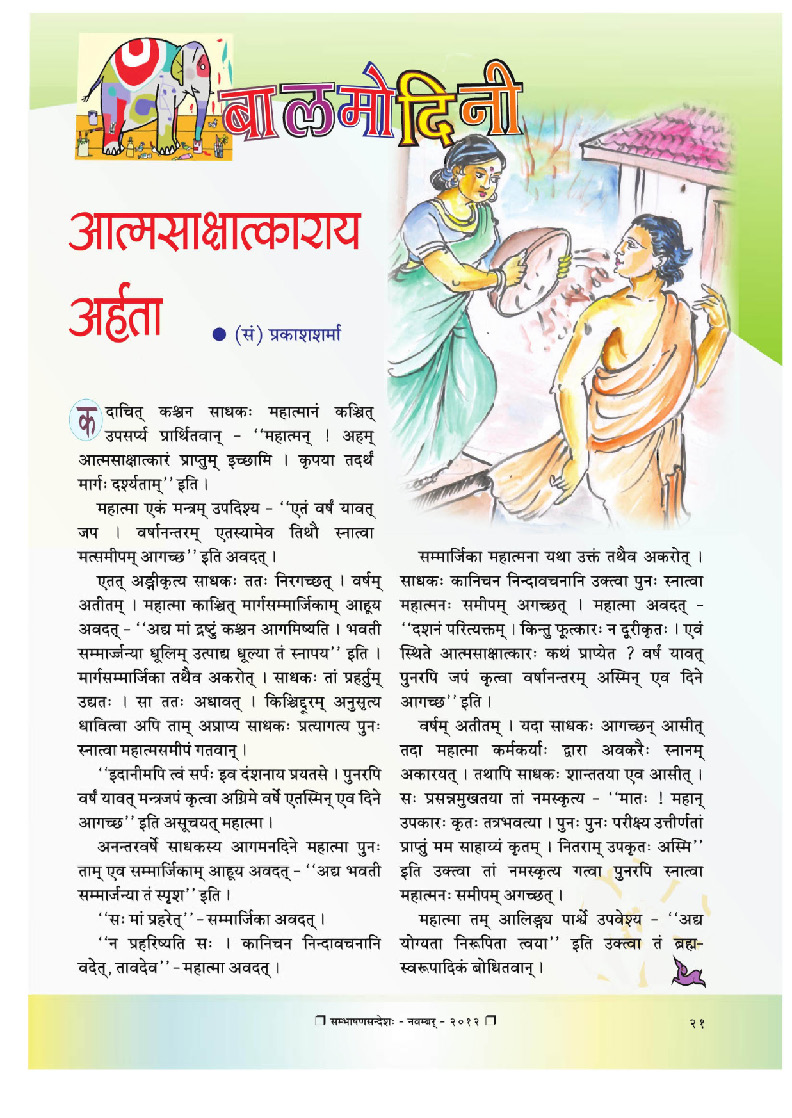 बालमोदिनी
आत्मसाक्षात्काराय
अर्हता
● (सं) प्रकाशशर्मा
कदाचित् कश्चन साधकः महात्मानं कञ्चित्
उपसर्प्य प्रार्थितवान् - ‘‘महात्मन् ! अहम्
आत्मसाक्षात्कारं प्राप्तुम् इच्छामि । कृपया तदर्थं
मार्गः दर्श्यताम्’’ इति ।
महात्मा एकं मन्त्रम् उपदिश्य - ‘‘एतं वर्षं यावत्
जप । वर्षानन्तरम् एतस्यामेव तिथौ स्नात्वा
मत्समीपम् आगच्छ’’ इति अवदत् ।
एतत् अङ्गीकृत्य साधकः ततः निरगच्छत् । वर्षम्
अतीतम् । महात्मा काञ्चित् मार्गसम्मार्जिकाम् आहूय
अवदत् - ‘‘अद्य मां द्रष्टुं कश्चन आगमिष्यति । भवती
सम्मार्ज्जन्या धूलिम् उत्पाद्य धूल्या तं स्नापय’’ इति ।
मार्गसम्मार्जिका तथैव अकरोत् । साधकः तां प्रहर्तुम्
उद्यतः । सा ततः अधावत् । किञ्चिद्दूरम् अनुसृत्य
धावित्वा अपि ताम् अप्राप्य साधकः प्रत्यागत्य पुनः
स्नात्वा महात्मसमीपं गतवान् ।
‘‘इदानीमपि त्वं सर्पः इव दंशनाय प्रयतसे । पुनरपि
वर्षं यावत् मन्त्रजपं कृत्वा अग्रिमे वर्षे एतस्मिन् एव दिने
आगच्छ’’ इति असूचयत् महात्मा ।
अनन्तरवर्षे साधकस्य आगमनदिने महात्मा पुनः
ताम् एव सम्मार्जिकाम् आहूय अवदत् - ‘‘अद्य भवती
सम्मार्जन्या तं स्पृश’’ इति ।
‘‘सः मां प्रहरेत्’’ - सम्मार्जिका अवदत् ।
‘‘न प्रहरिष्यति सः । कानिचन निन्दावचनानि
वदेत्, तावदेव’’ - महात्मा अवदत् ।
सम्मार्जिका महात्मना यथा उक्तं तथैव अकरोत् ।
साधकः कानिचन निन्दावचनानि उक्त्वा पुनः स्नात्वा
महात्मनः समीपम् अगच्छत् । महात्मा अवदत् -
‘‘दशनं परित्यक्तम् । किन्तु फूत्कारः न दूरीकृतः । एवं
स्थिते आत्मसाक्षात्कारः कथं प्राप्येत ? वर्षं यावत्
पुनरपि जपं कृत्वा वर्षानन्तरम् अस्मिन् एव दिने
आगच्छ’’ इति ।
वर्षम् अतीतम् । यदा साधकः आगच्छन् आसीत्
तदा महात्मा कर्मकर्याः द्वारा अवकरैः स्नानम्
अकारयत् । तथापि साधकः शान्ततया एव आसीत् ।
सः प्रसन्नमुखतया तां नमस्कृत्य - ‘‘मातः ! महान्
उपकारः कृतः तत्रभवत्या । पुनः पुनः परीक्ष्य उत्तीर्णतां
प्राप्तुं मम साहाय्यं कृतम् । नितराम् उपकृतः अस्मि’’
इति उक्त्वा तां नमस्कृत्य गत्वा पुनरपि स्नात्वा
महात्मनः समीपम् अगच्छत् ।
महात्मा तम् आलिङ्ग्य पार्श्वे उपवेश्य - ‘‘अद्य
योग्यता निरूपिता त्वया’’ इति उक्त्वा तं ब्रह्म-
स्वरूपादिकं बोधितवान् ।
❒ सम्भाषणसन्देशः - नवम्बर् - २०१२ ❒
२१